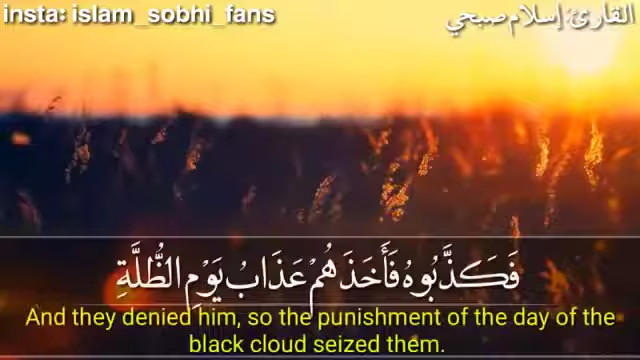 insta: islam_sobhi_fans
القارئ: إسلام صبحي
فَكَذَّبُوهُ فَأَخَذَهُمْ عَذَابُ يَوْمِ الظُّلَّةِ
And they denied him, so the punishment of the day of the
black cloud seized them.